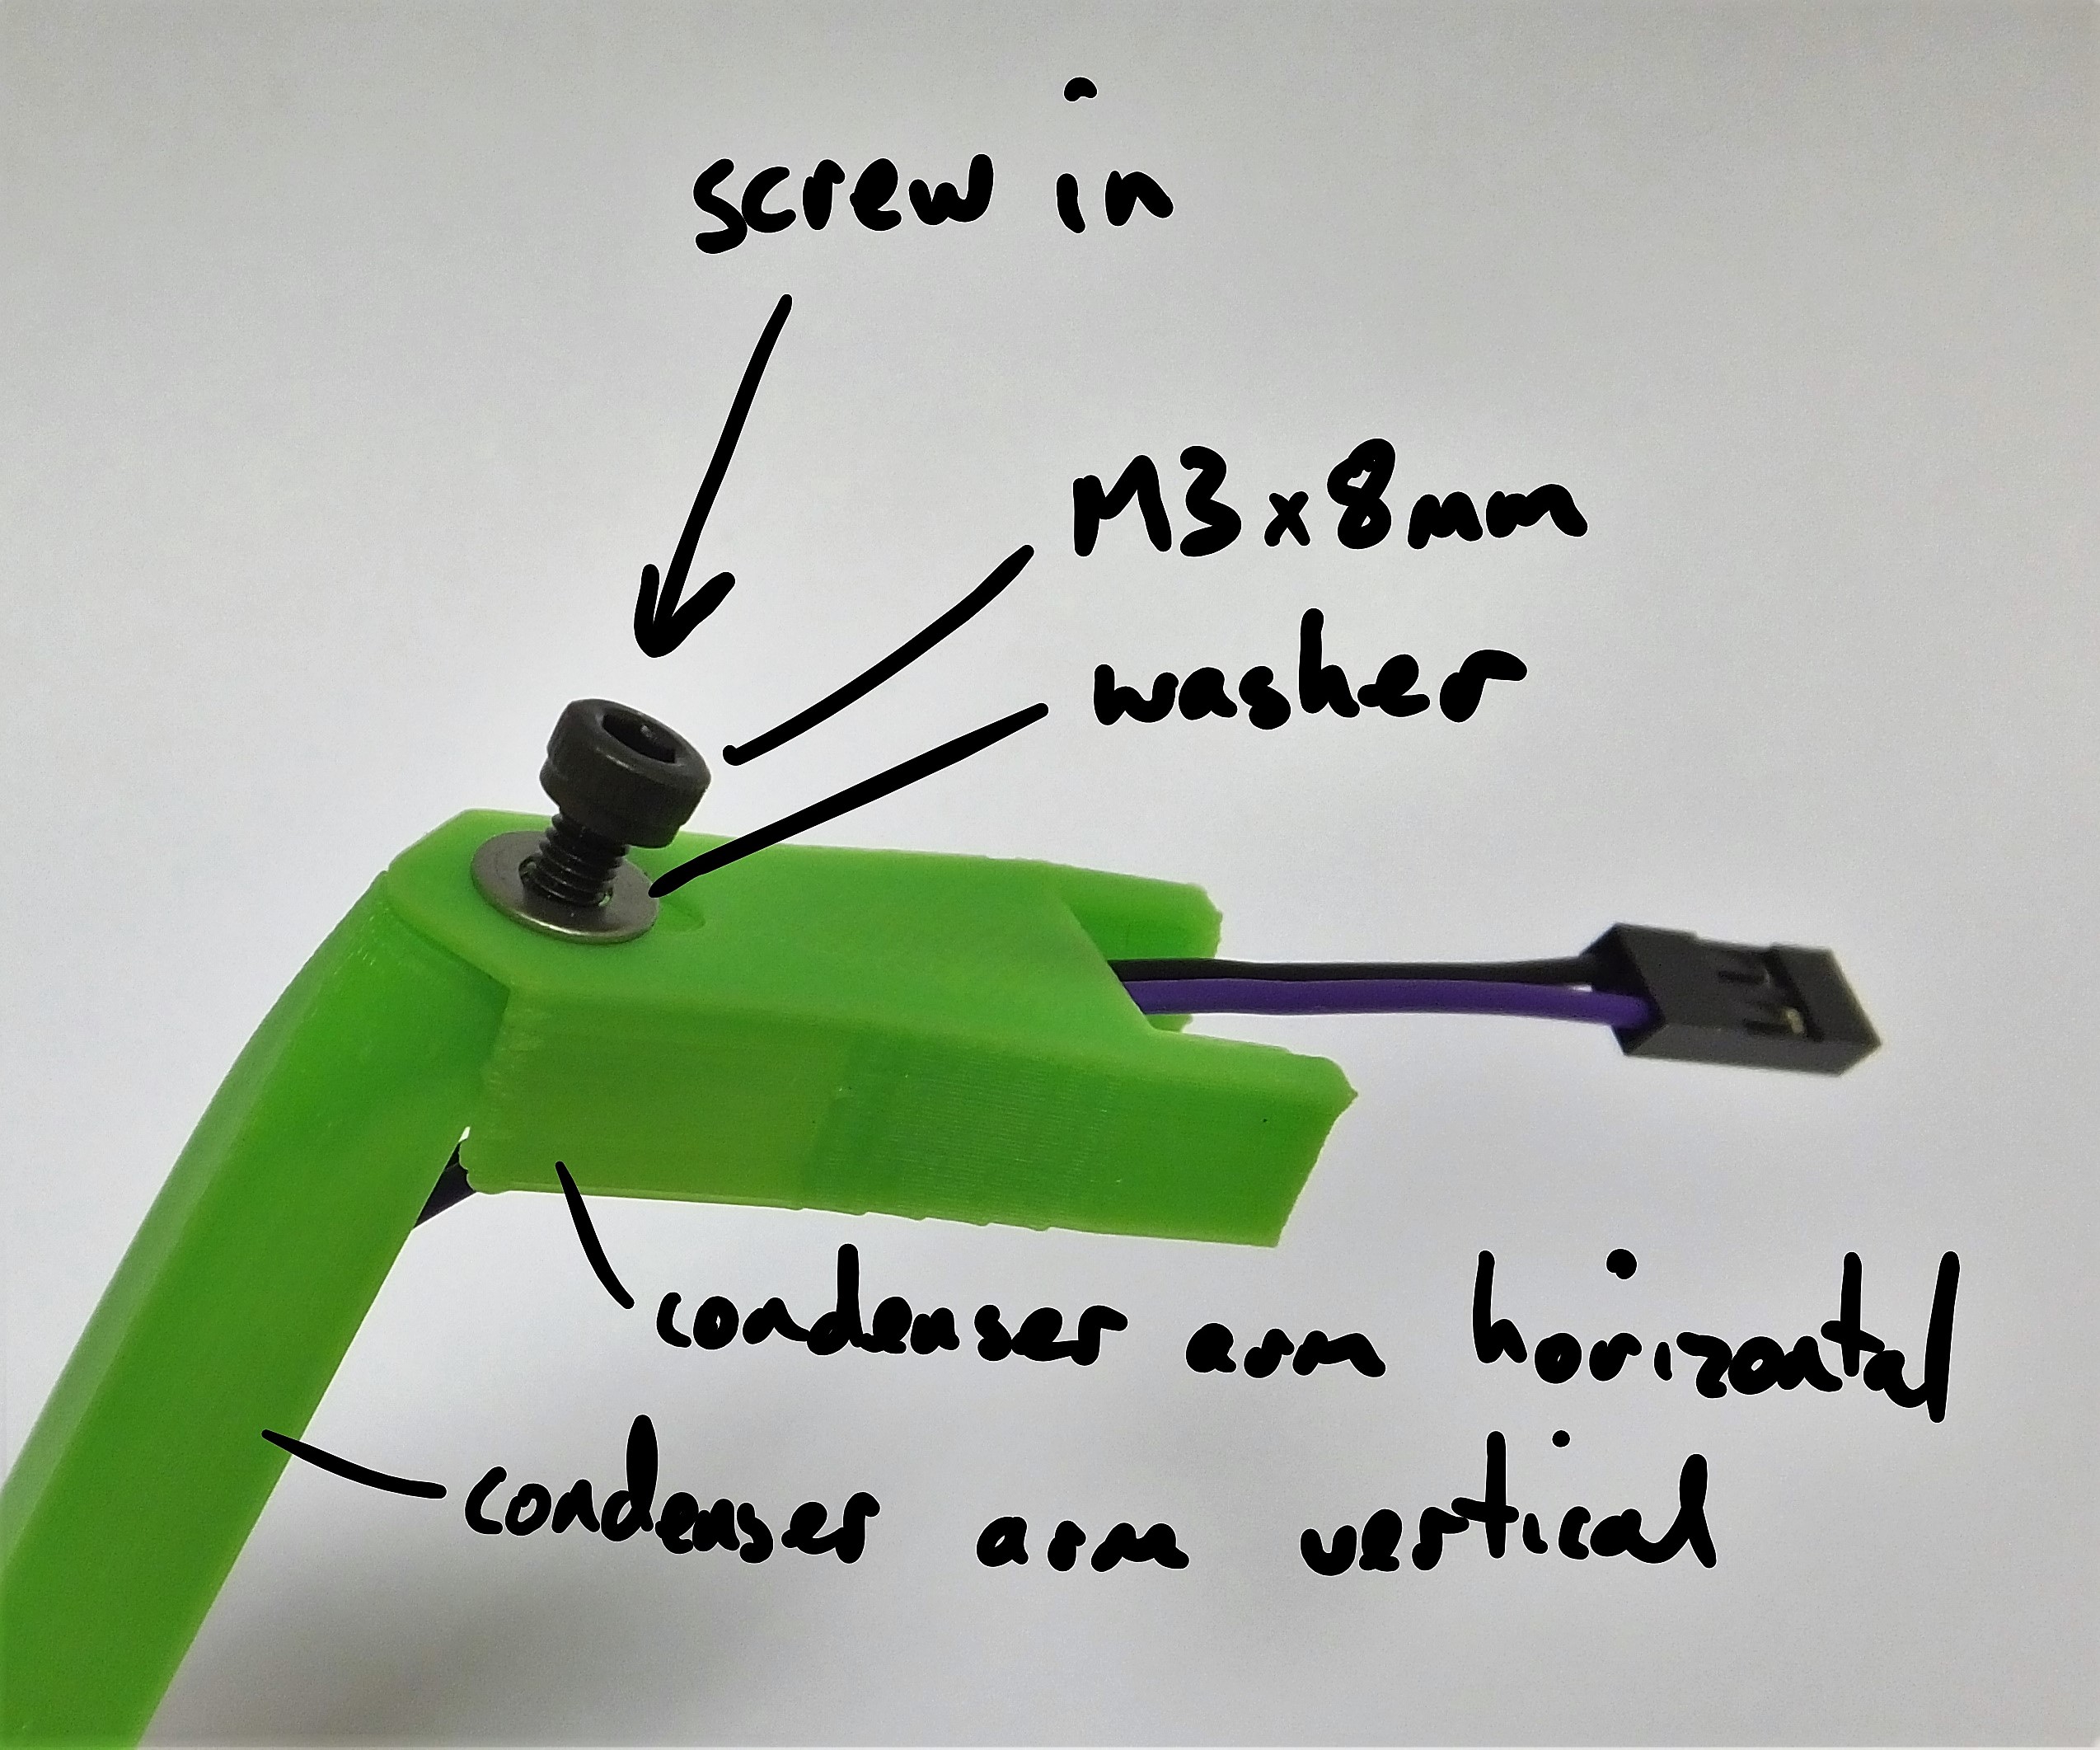 screw in
M3x8mm
washer
condenser arm horizontal
condenser arm vertical